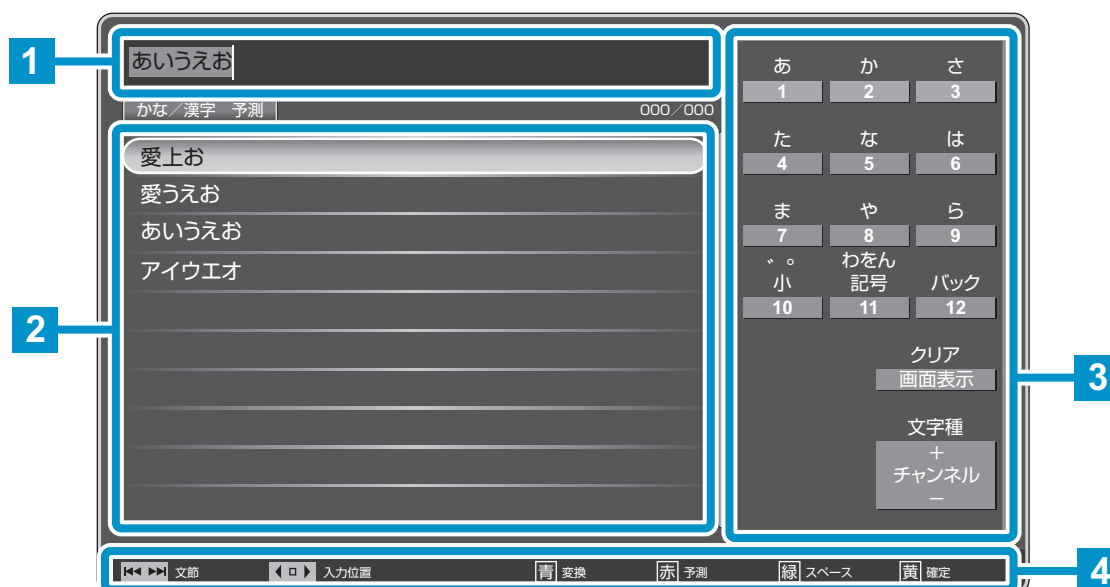 1
あいうえお
かな／漢字 予測
000／000
2
愛上お
愛うえお
あいうえお
アイウエオ
3
あ か さ
1 2 3
た な は
4 5 6
ま や ら
7 8 9
゛゜ わをん
小 記号 バック
10 11 12
クリア
画面表示
文字種
＋
チャンネル
－
4
文節 入力位置 青 変換 赤 予測 緑 スペース 黄 確定